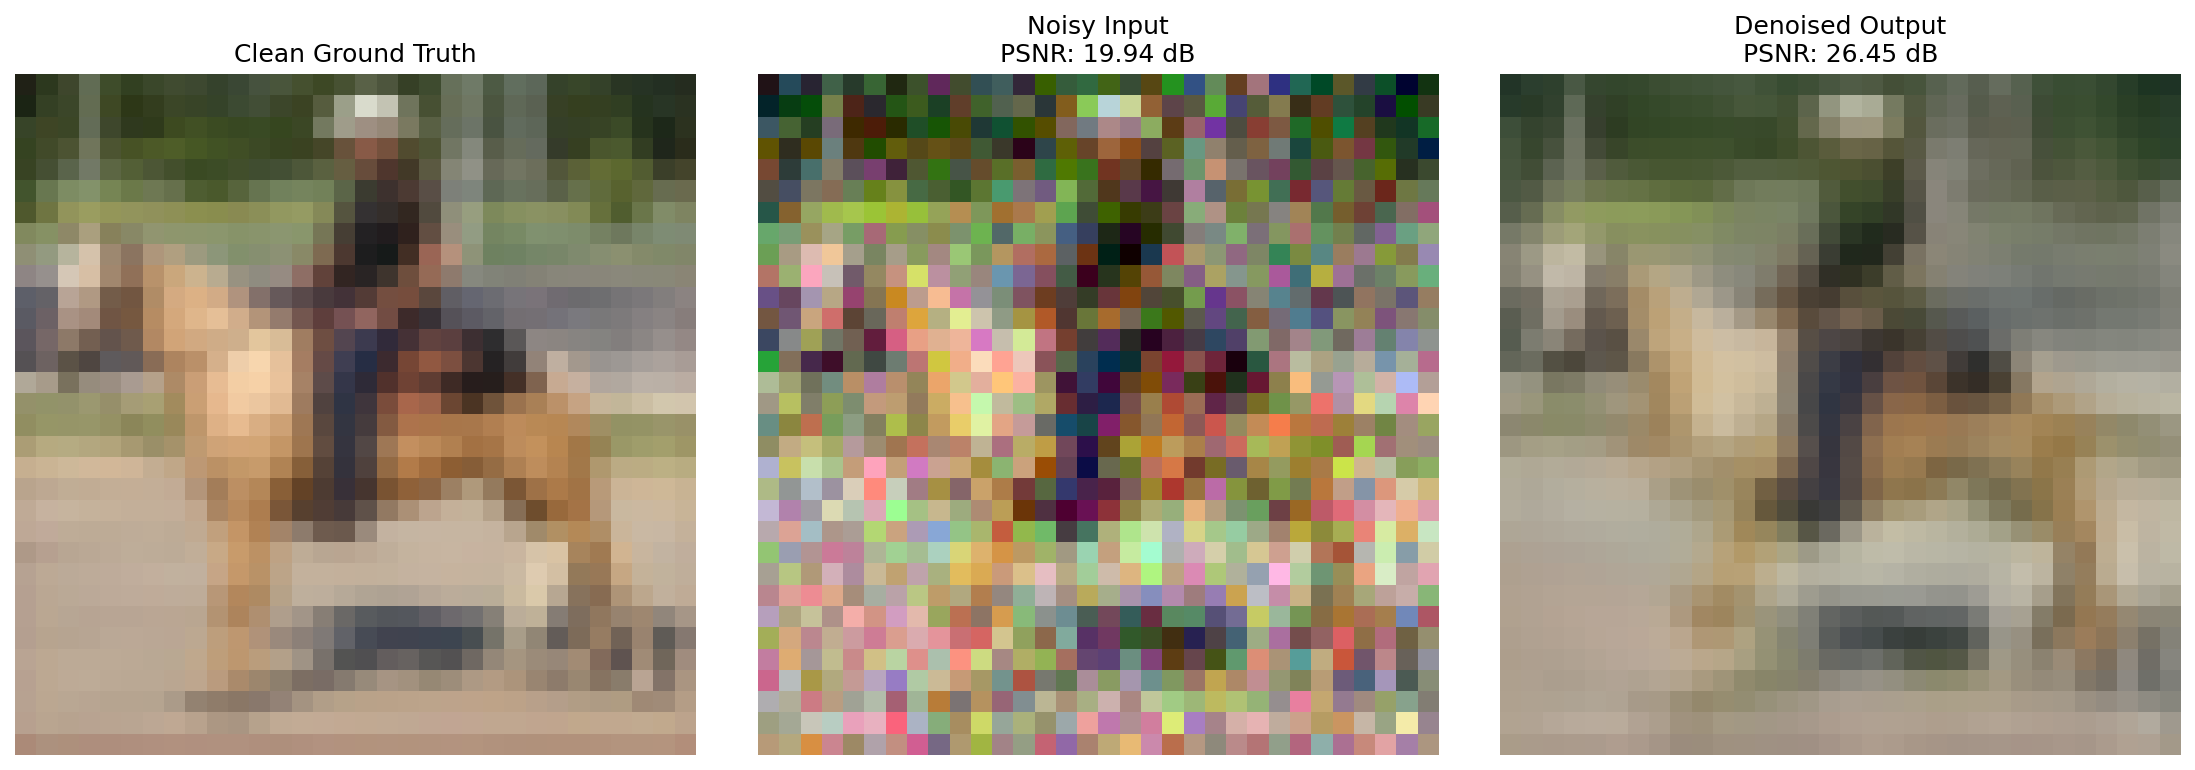 Clean Ground Truth
Noisy Input
PSNR: 19.94 dB
Denoised Output
PSNR: 26.45 dB